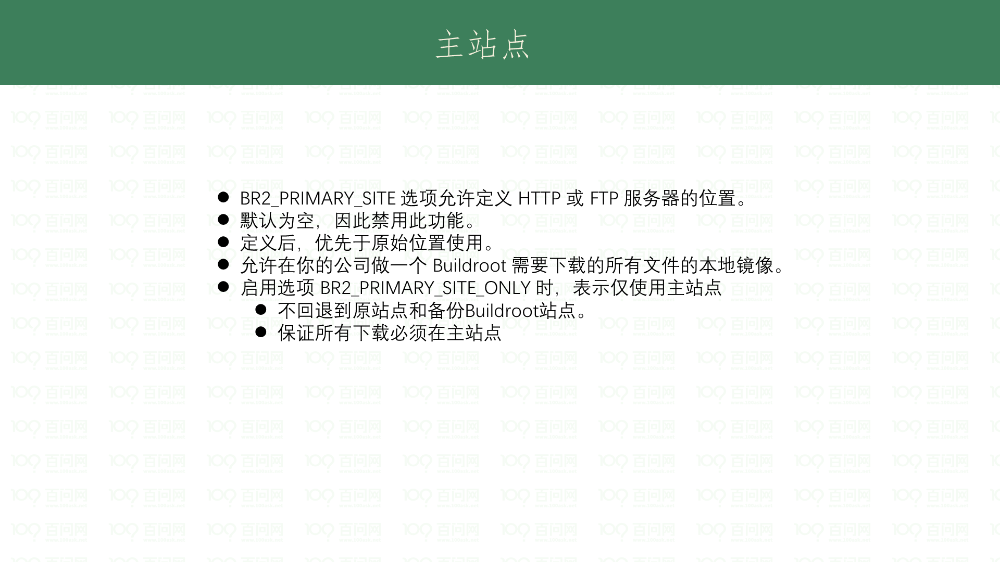 主站点
● BR2_PRIMARY_SITE 选项允许定义 HTTP 或 FTP 服务器的位置。
● 默认为空，因此禁用此功能。
● 定义后，优先于原始位置使用。
● 允许在你的公司做一个 Buildroot 需要下载的所有文件的本地镜像。
● 启用选项 BR2_PRIMARY_SITE_ONLY 时，表示仅使用主站点
● 不回退到原站点和备份Buildroot站点。
● 保证所有下载必须在主站点
百问网
www.100ask.net